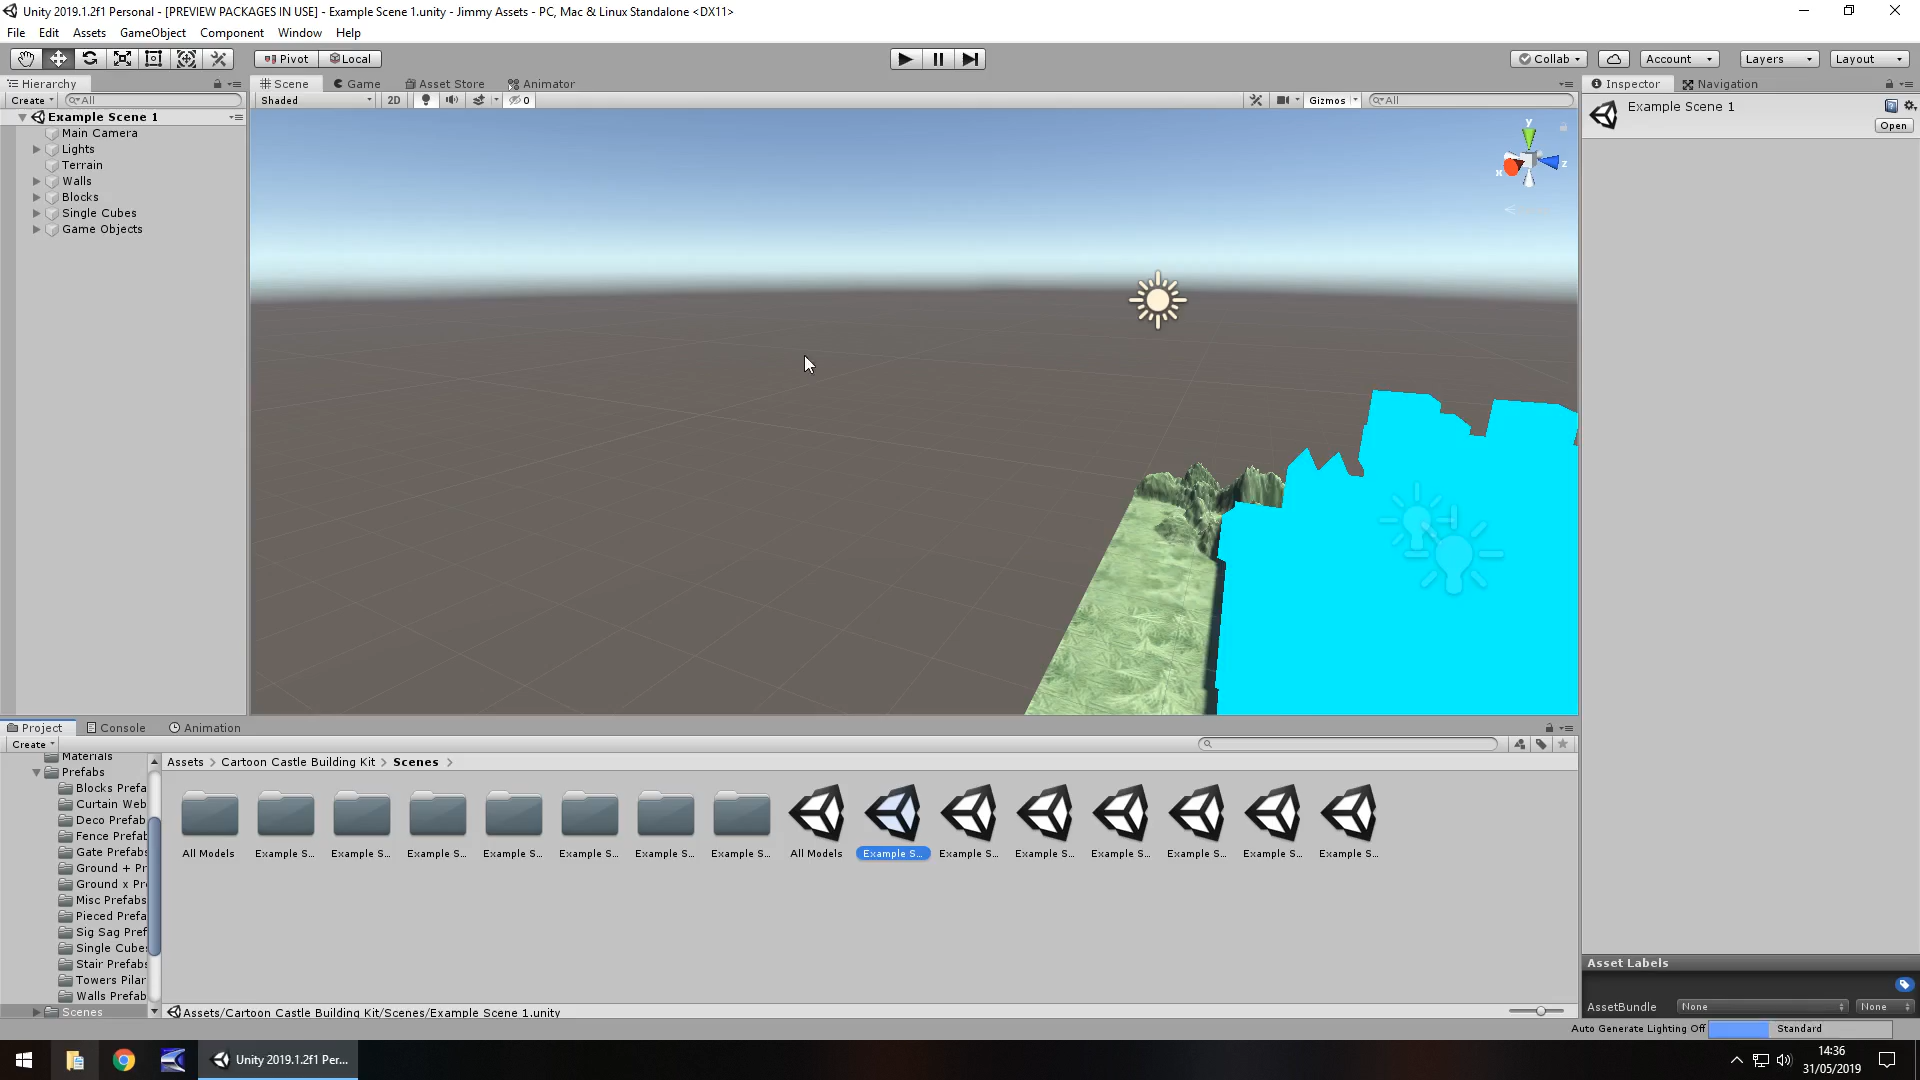 Unity 2019.1.2f1 Personal - [PREVIEW PACKAGES IN USE] - Example Scene 1.unity - Jimmy Assets - PC, Mac & Linux Standalone <DX11>
File Edit Assets GameObject Component Window Help
Pivot Local Collab Account Layers Layout
Hierarchy Scene Game Asset Store Animator Inspector Navigation
Create All Shaded 2D 0 Gizmos All
Example Scene 1
Main Camera
Lights
Terrain
Walls
Blocks
Single Cubes
Game Objects
Example Scene 1
Open
y
x
z
Project Console Animation
Create
Materials
Prefabs
Blocks Prefa
Curtain Web
Deco Prefab
Fence Prefab
Gate Prefabs
Ground + Pr
Ground x Pr
Misc Prefabs
Pieced Prefa
Sig Sag Pref
Single Cubes
Stair Prefabs
Towers Pilar
Walls Prefab
Scenes
Assets > Cartoon Castle Building Kit > Scenes >
All Models Example S... Example S... Example S... Example S... Example S... Example S... Example S... All Models Example S... Example S... Example S... Example S... Example S... Example S... Example S...
Assets/Cartoon Castle Building Kit/Scenes/Example Scene 1.unity
Asset Labels
AssetBundle None None
Auto Generate Lighting Off Standard
Unity 2019.1.2f1 Per...
14:36
31/05/2019